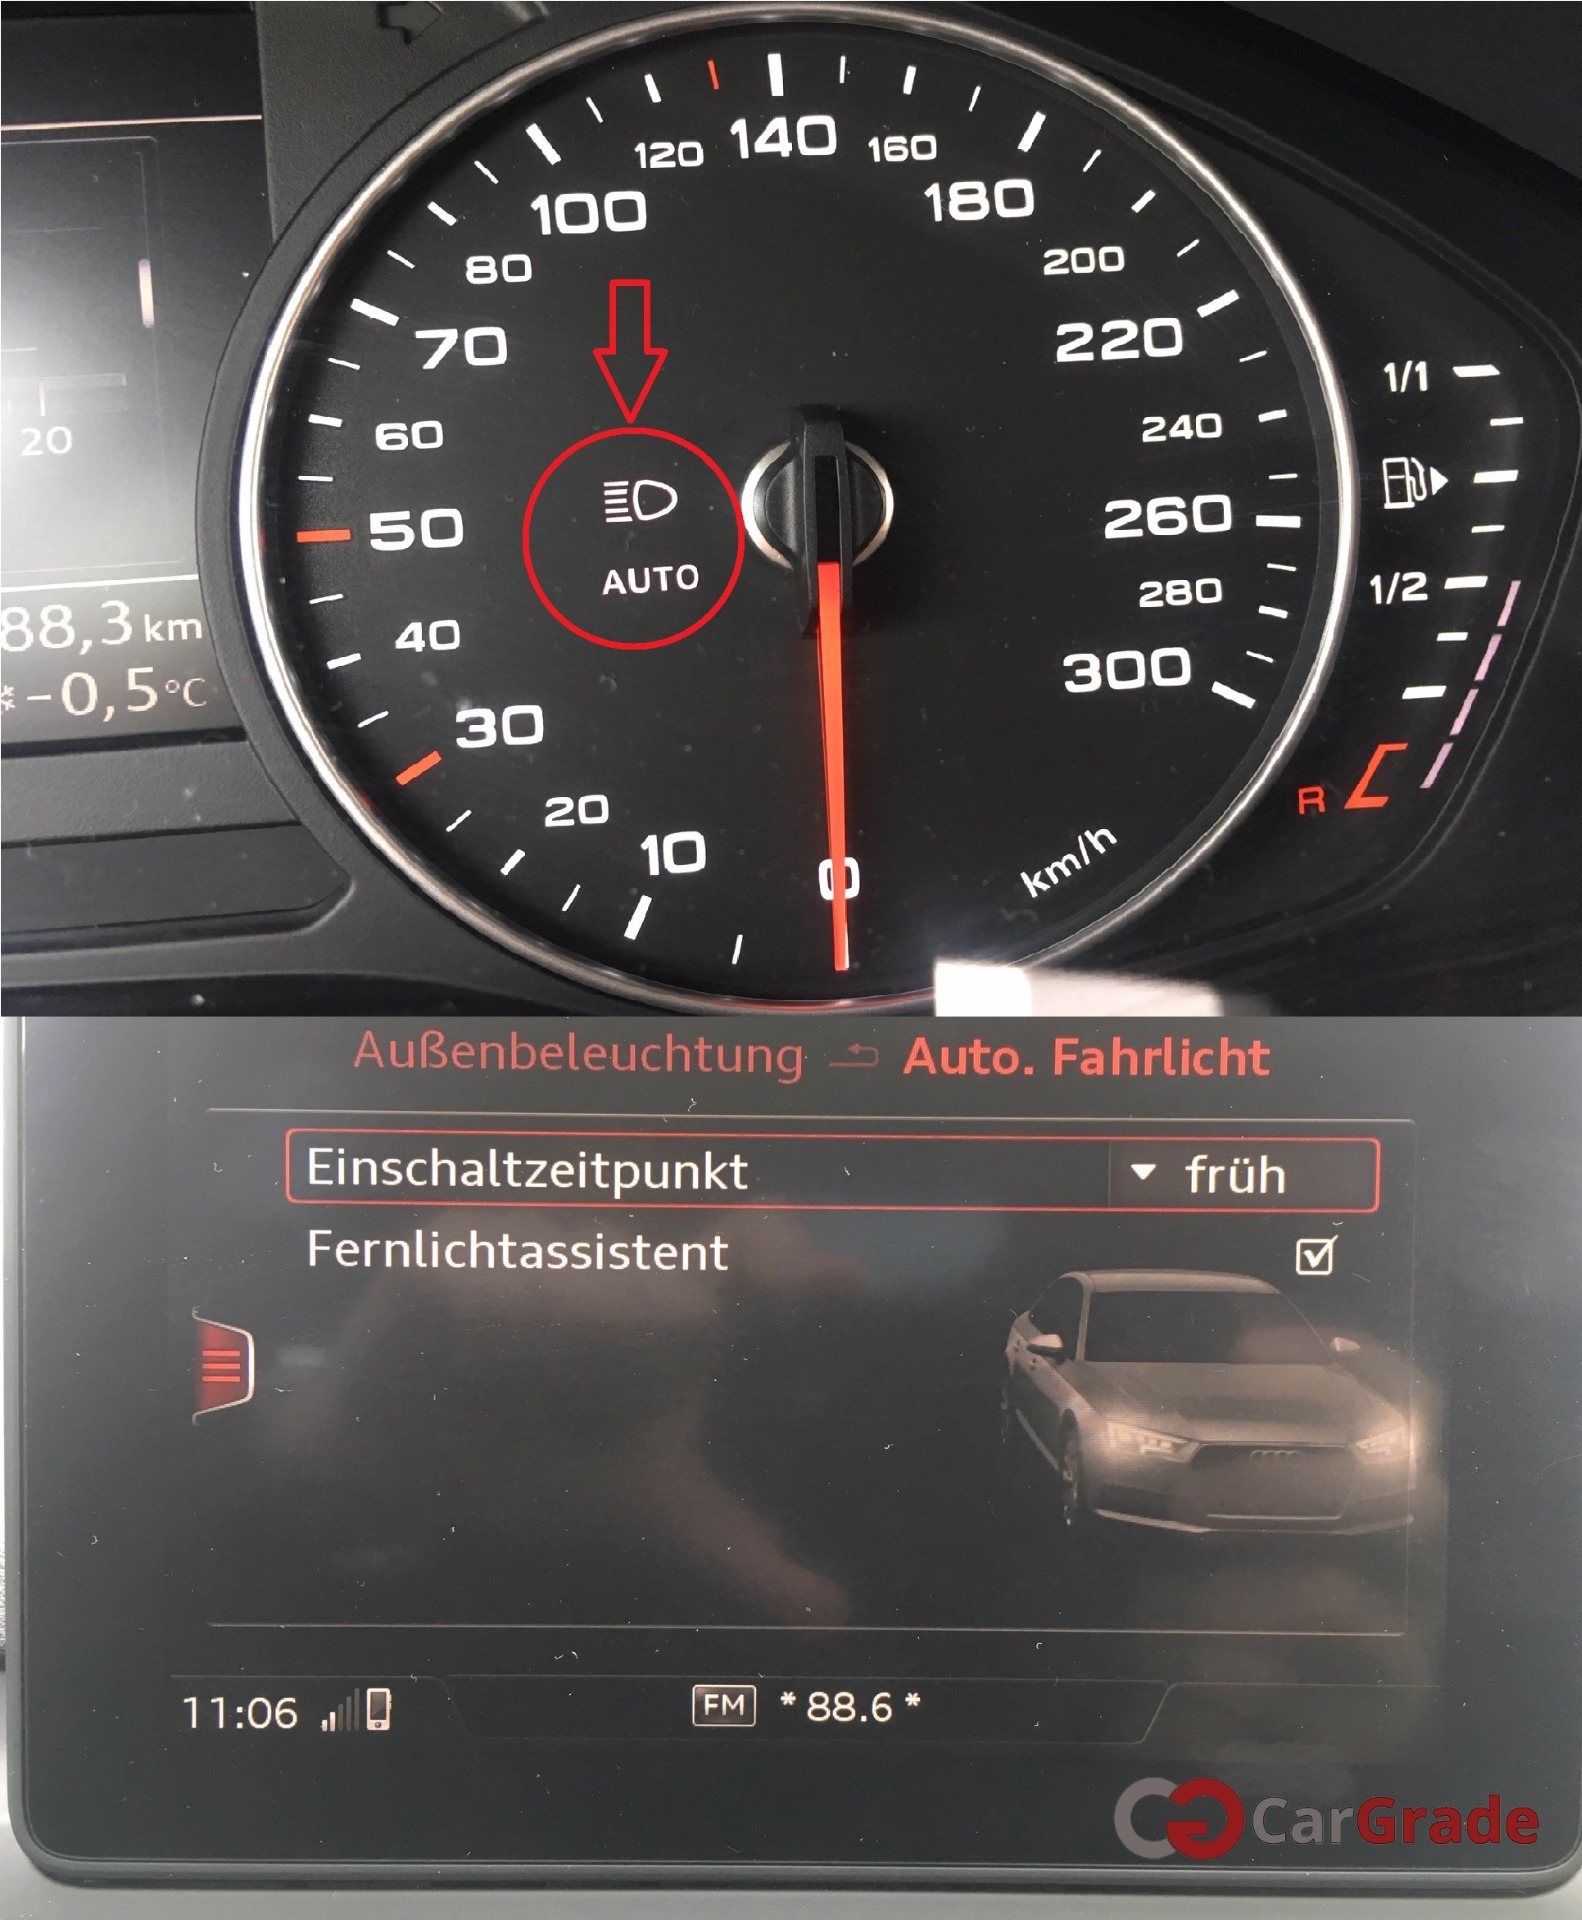 140
120
160
100
180
80
200
70
220
1/1
60
240
20
50
260
AUTO
1/2
280
40
88,3 km
300
-0,5°C
30
R
20
10
0
km/h
Außenbeleuchtung Auto. Fahrlicht
Einschaltzeitpunkt früh
Fernlichtassistent
11:06 FM *88.6*
CarGrade